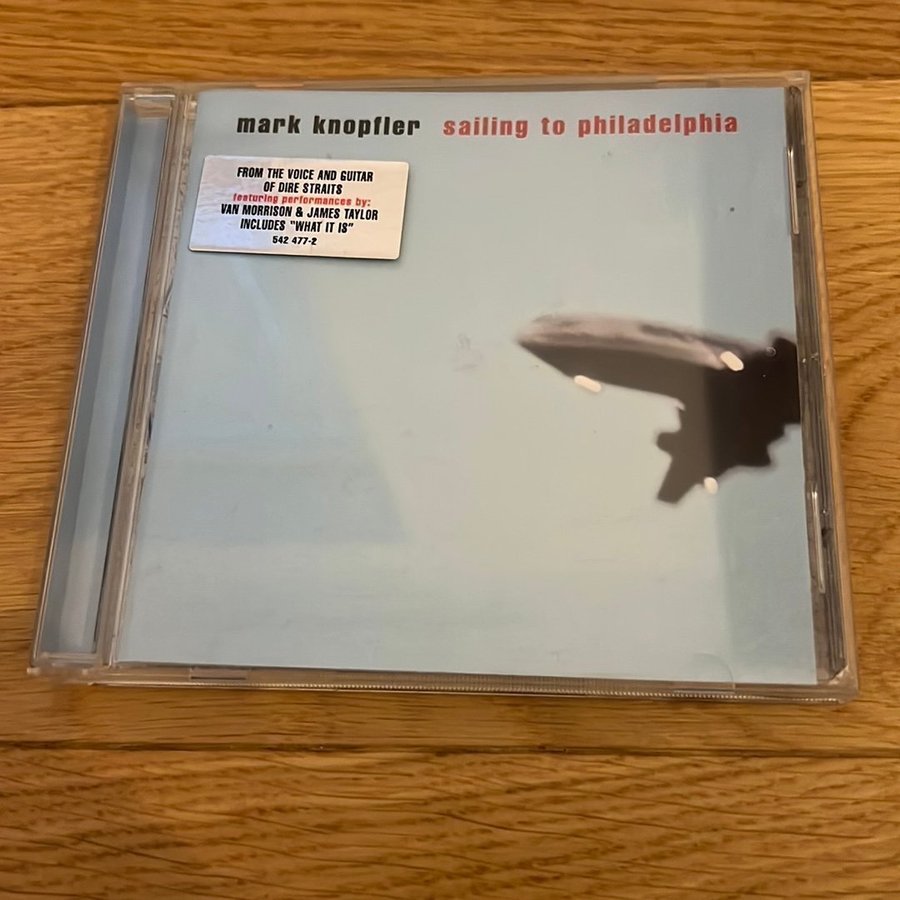 mark knopfler sailing to philadelphia
FROM THE VOICE AND GUITAR
OF DIRE STRAITS
featuring performances by:
VAN MORRISON & JAMES TAYLOR
INCLUDES "WHAT IT IS"
542 477-2